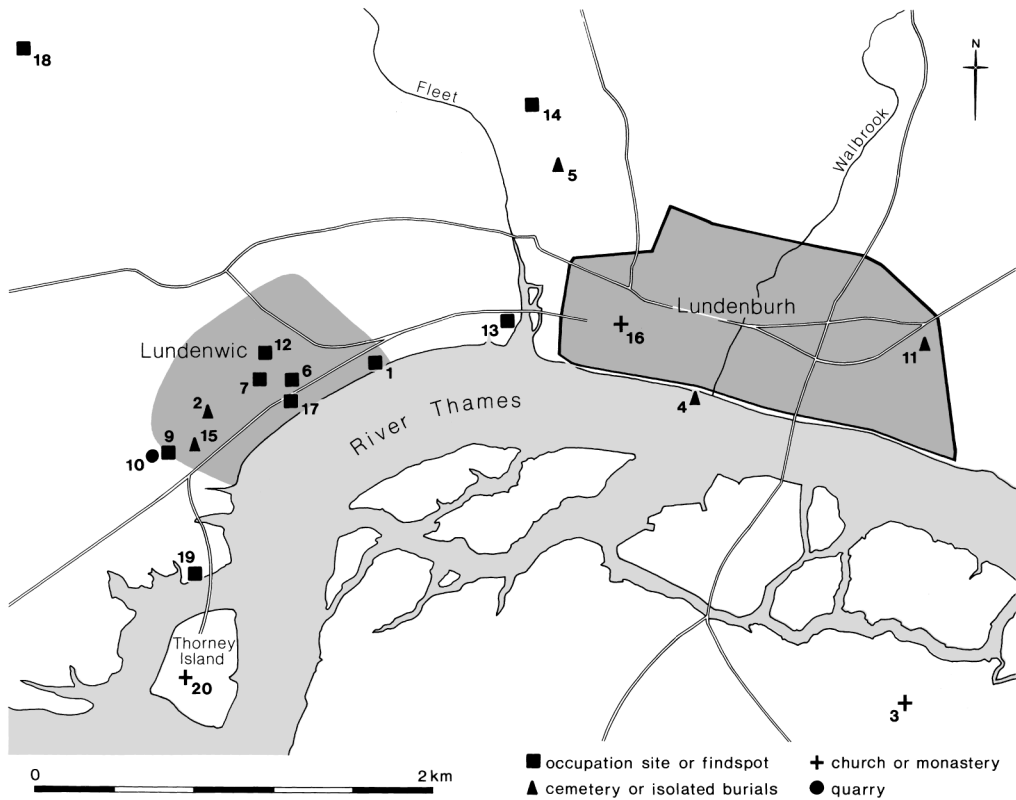 18
Fleet
14
5
Walbrook
N
Lundenburh
16
11
13
Lundenwic
12
7
6
1
2
17
15
9
10
4
River Thames
19
Thorney
Island
20
3
0
2 km
occupation site or findspot
cemetery or isolated burials
church or monastery
quarry